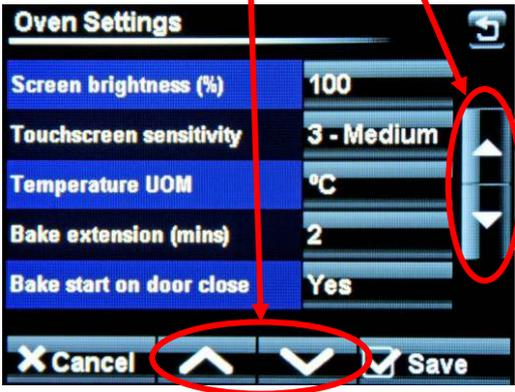 Oven Settings
Screen brightness (%) 100
Touchscreen sensitivity 3 - Medium
Temperature UOM ºC
Bake extension (mins) 2
Bake start on door close Yes
Cancel Save